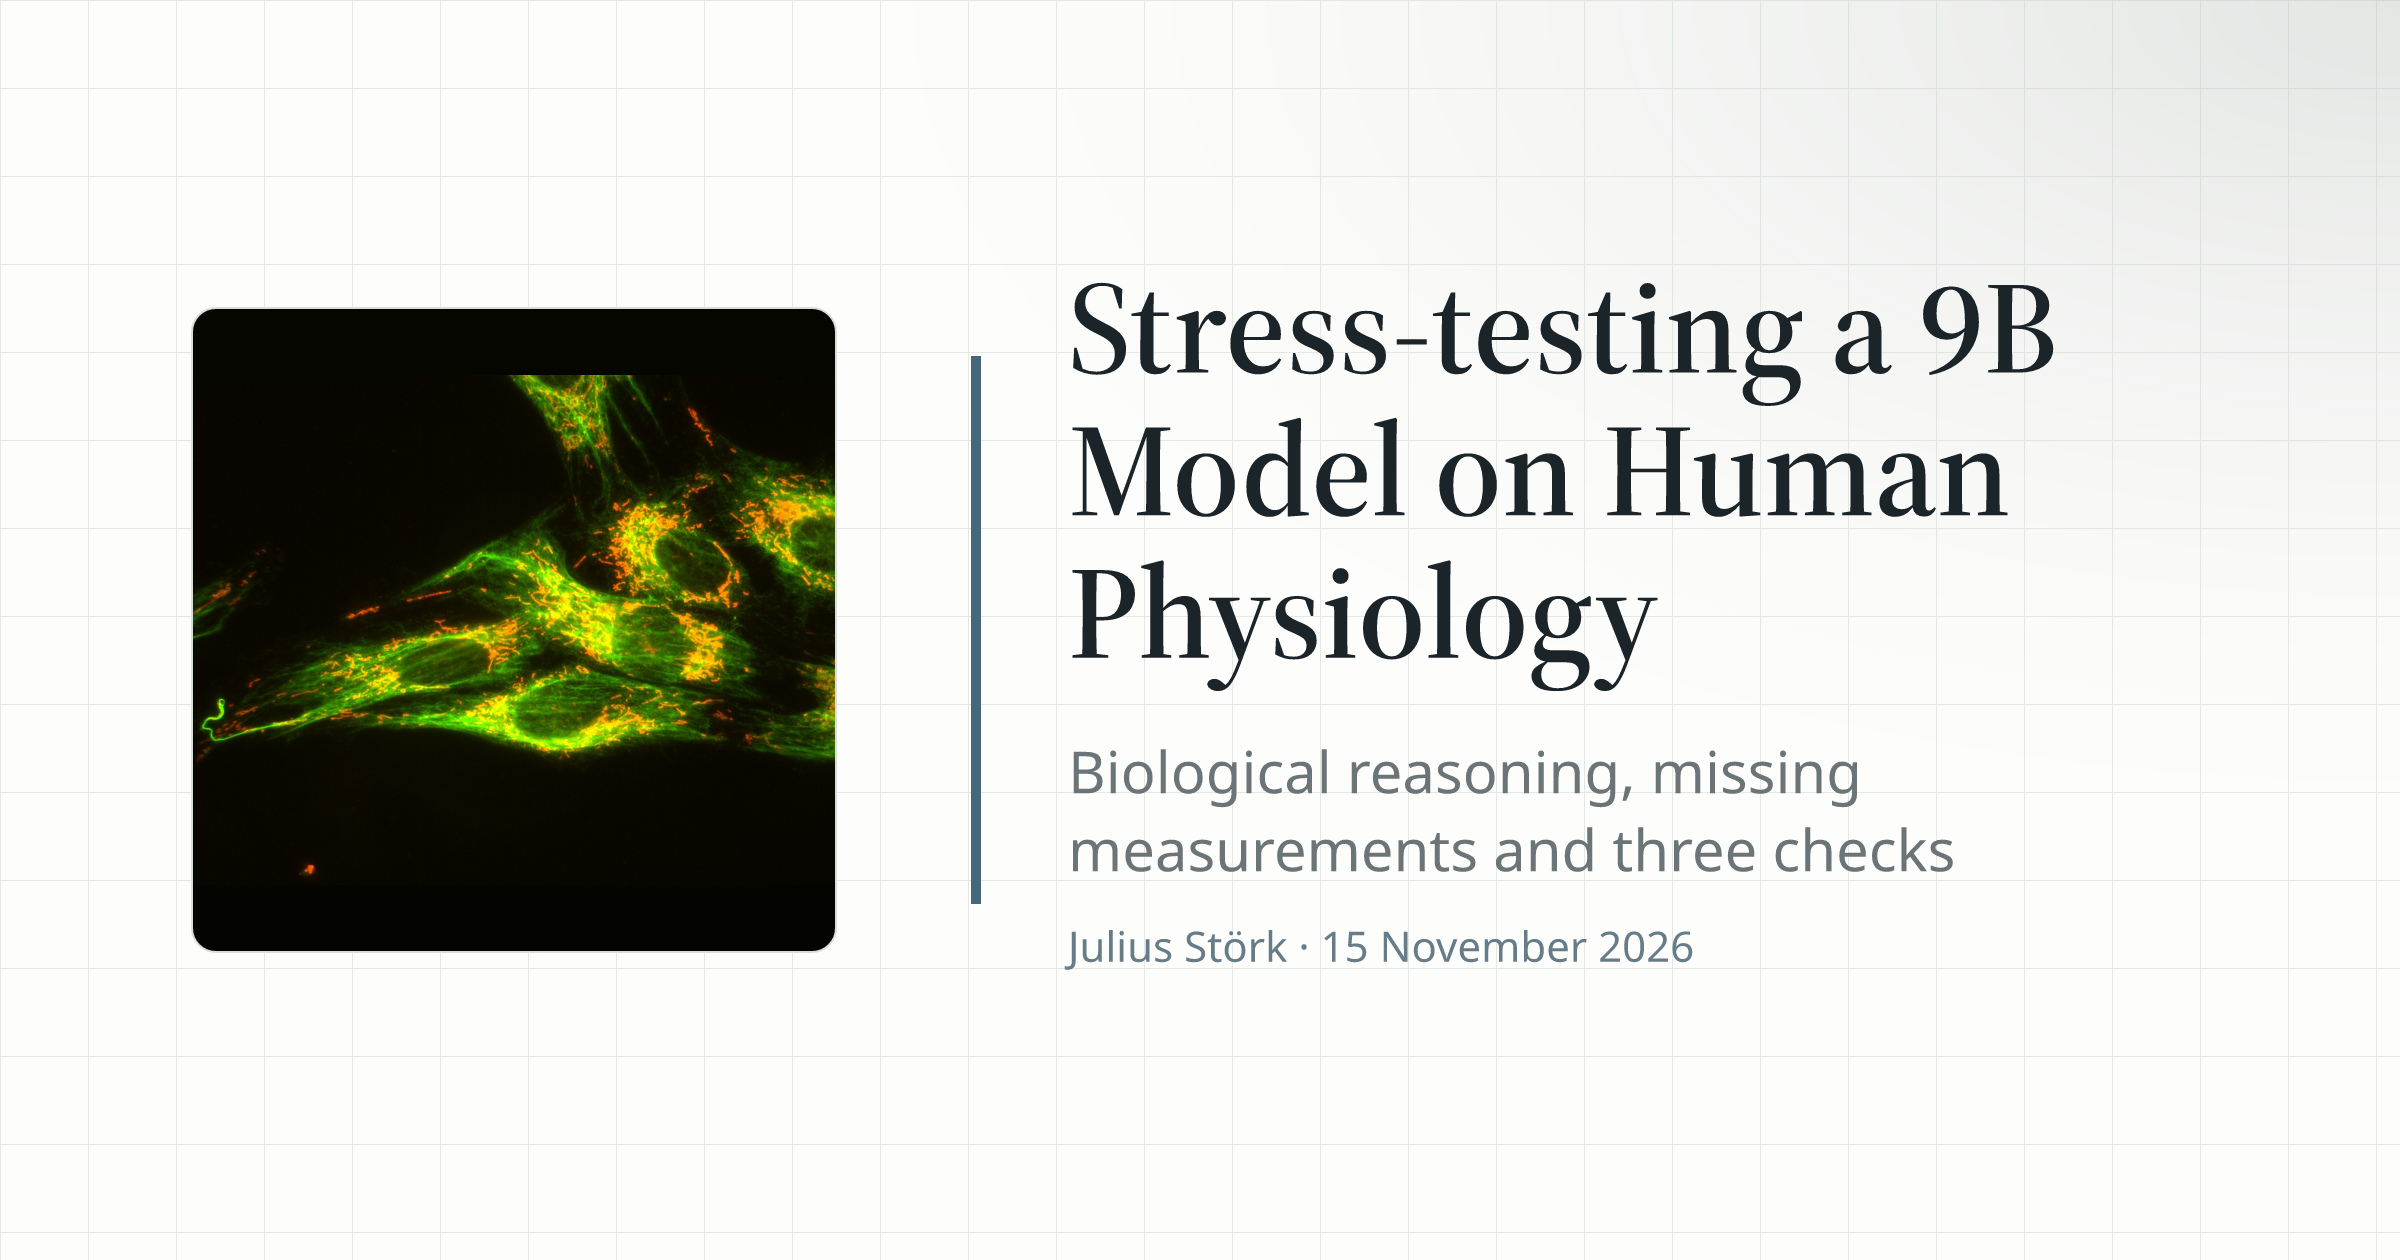 Stress-testing a 9B
Model on Human
Physiology
Biological reasoning, missing
measurements and three checks
Julius Störk · 15 November 2026